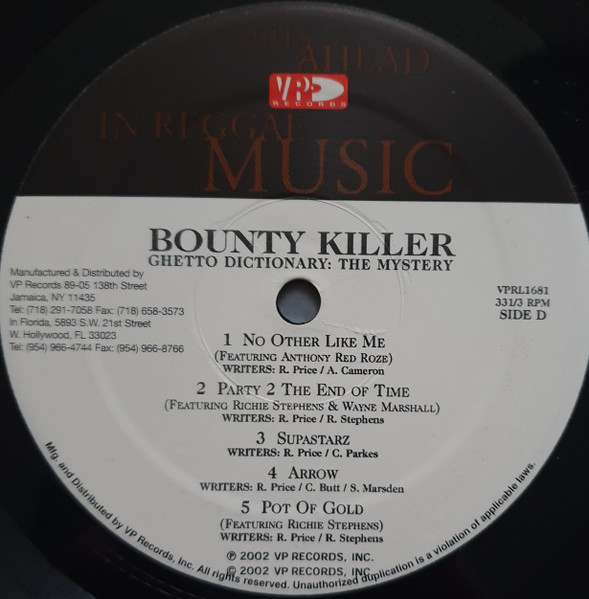 MILES AHEAD
VP
RECORDS
IN REGGAE
MUSIC
BOUNTY KILLER
GHETTO DICTIONARY: THE MYSTERY
Manufactured & Distributed by
VP Records 89-05 138th Street
Jamaica, NY 11435
Tel: (718) 291-7058 Fax: (718) 658-3573
In Florida, 5893 S.W. 21st Street
W. Hollywood, FL 33023
Tel: (954) 966-4744 Fax: (954) 966-8766
VPRL1681
331/3 RPM
SIDE D
1 NO OTHER LIKE ME
(FEATURING ANTHONY RED ROZE)
WRITERS: R. Price / A. Cameron
2 PARTY 2 THE END OF TIME
(FEATURING RICHIE STEPHENS & WAYNE MARSHALL)
WRITERS: R. Price / R. Stephens
3 SUPASTARZ
WRITERS: R. Price / C. Parkes
4 ARROW
WRITERS: R. Price / C. Butt / S. Marsden
5 POT OF GOLD
(FEATURING RICHIE STEPHENS)
WRITERS: R. Price / R. Stephens
℗ 2002 VP RECORDS, INC.
© 2002 VP RECORDS, INC.
Mfg. and Distributed by VP Records, Inc. All rights reserved. Unauthorized duplication is a violation of applicable laws.